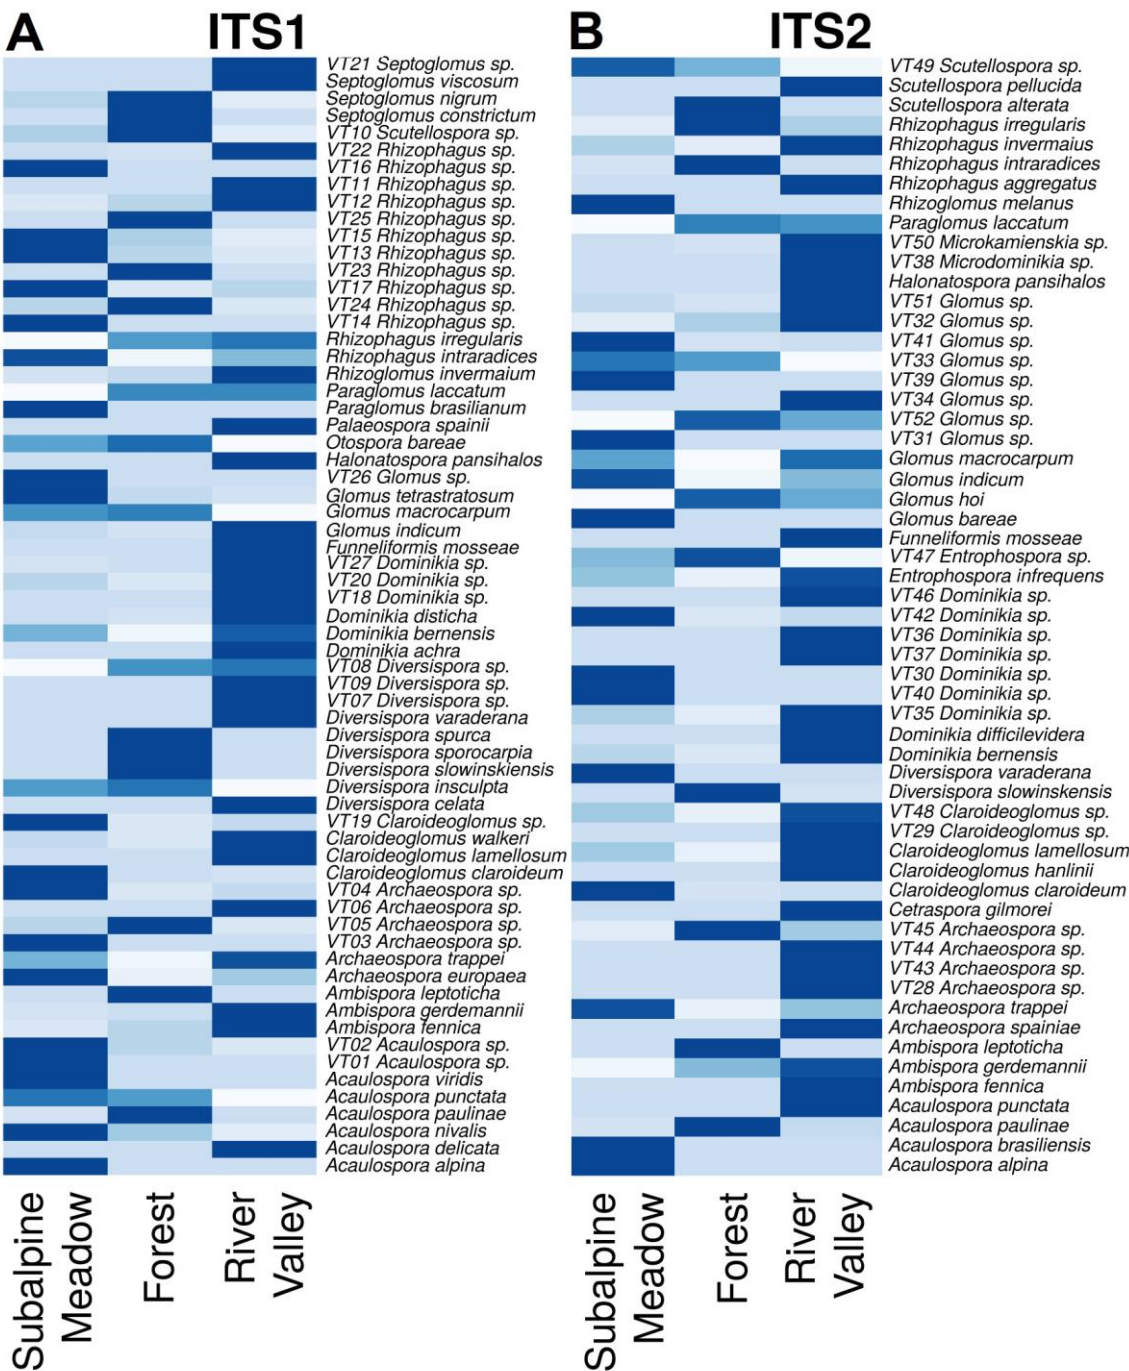 A ITS1
VT21 Septoglomus sp.
Septoglomus viscosum
Septoglomus nigrum
Septoglomus constrictum
VT10 Scutellospora sp.
VT22 Rhizophagus sp.
VT16 Rhizophagus sp.
VT11 Rhizophagus sp.
VT12 Rhizophagus sp.
VT25 Rhizophagus sp.
VT15 Rhizophagus sp.
VT13 Rhizophagus sp.
VT23 Rhizophagus sp.
VT17 Rhizophagus sp.
VT24 Rhizophagus sp.
VT14 Rhizophagus sp.
Rhizophagus irregularis
Rhizophagus intraradices
Rhizoglomus invermaium
Paraglomus laccatum
Paraglomus brasilianum
Palaeospora spainii
Otospora bareae
Halonatospora pansihalos
VT26 Glomus sp.
Glomus tetrastratosum
Glomus macrocarpum
Glomus indicum
Funneliformis mosseae
VT27 Dominikia sp.
VT20 Dominikia sp.
VT18 Dominikia sp.
Dominikia disticha
Dominikia bernensis
Dominikia achra
VT08 Diversispora sp.
VT09 Diversispora sp.
VT07 Diversispora sp.
Diversispora varaderana
Diversispora spurca
Diversispora sporocarpia
Diversispora slowinskiensis
Diversispora insculpta
Diversispora celata
VT19 Claroideoglomus sp.
Claroideoglomus walkeri
Claroideoglomus lamellosum
Claroideoglomus claroideum
VT04 Archaeospora sp.
VT06 Archaeospora sp.
VT05 Archaeospora sp.
VT03 Archaeospora sp.
Archaeospora trappei
Archaeospora europaea
Ambispora leptoticha
Ambispora gerdemannii
Ambispora fennica
VT02 Acaulospora sp.
VT01 Acaulospora sp.
Acaulospora viridis
Acaulospora punctata
Acaulospora paulinae
Acaulospora nivalis
Acaulospora delicata
Acaulospora alpina
Subalpine
Meadow
Forest
River
Valley
B ITS2
VT49 Scutellospora sp.
Scutellospora pellucida
Scutellospora alterata
Rhizophagus irregularis
Rhizophagus invermaius
Rhizophagus intraradices
Rhizophagus aggregatus
Rhizoglomus melanus
Paraglomus laccatum
VT50 Microkamienskia sp.
VT38 Microdominikia sp.
Halonatospora pansihalos
VT51 Glomus sp.
VT32 Glomus sp.
VT41 Glomus sp.
VT33 Glomus sp.
VT39 Glomus sp.
VT34 Glomus sp.
VT52 Glomus sp.
VT31 Glomus sp.
Glomus macrocarpum
Glomus indicum
Glomus hoi
Glomus bareae
Funneliformis mosseae
VT47 Entrophospora sp.
Entrophospora infrequens
VT46 Dominikia sp.
VT42 Dominikia sp.
VT36 Dominikia sp.
VT37 Dominikia sp.
VT30 Dominikia sp.
VT40 Dominikia sp.
VT35 Dominikia sp.
Dominikia difficilevidera
Dominikia bernensis
Diversispora varaderana
Diversispora slowinskensis
VT48 Claroideoglomus sp.
VT29 Claroideoglomus sp.
Claroideoglomus lamellosum
Claroideoglomus hanlinii
Claroideoglomus claroideum
Cetraspora gilmorei
VT45 Archaeospora sp.
VT44 Archaeospora sp.
VT43 Archaeospora sp.
VT28 Archaeospora sp.
Archaeospora trappei
Archaeospora spainiae
Ambispora leptoticha
Ambispora gerdemannii
Ambispora fennica
Acaulospora punctata
Acaulospora paulinae
Acaulospora brasiliensis
Acaulospora alpina
Subalpine
Meadow
Forest
River
Valley